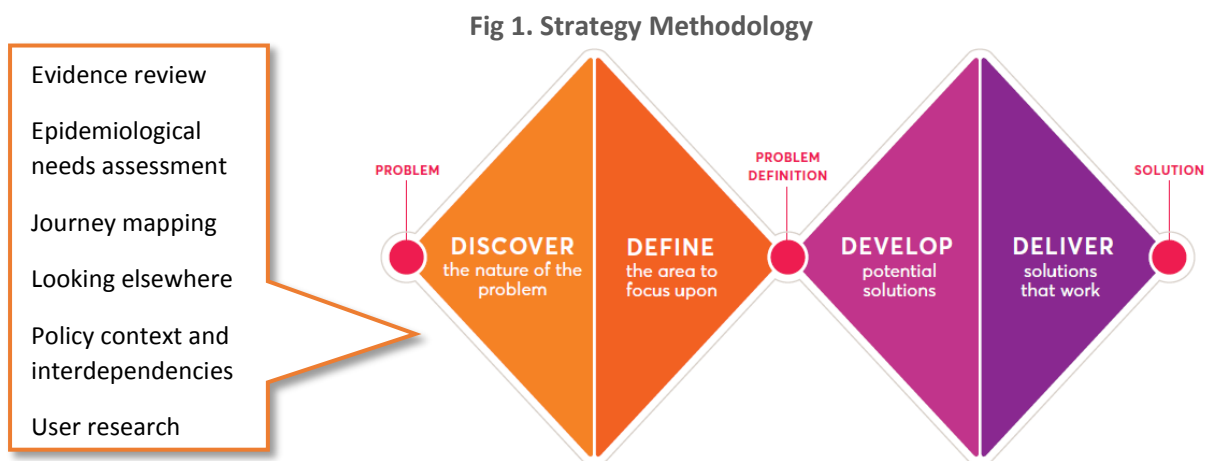 Fig 1. Strategy Methodology
Evidence review
Epidemiological
needs assessment
Journey mapping
Looking elsewhere
Policy context and
interdependencies
User research
PROBLEM
DISCOVER
the nature of the
problem
DEFINE
the area to
focus upon
PROBLEM
DEFINITION
DEVELOP
potential
solutions
DELIVER
solutions
that work
SOLUTION